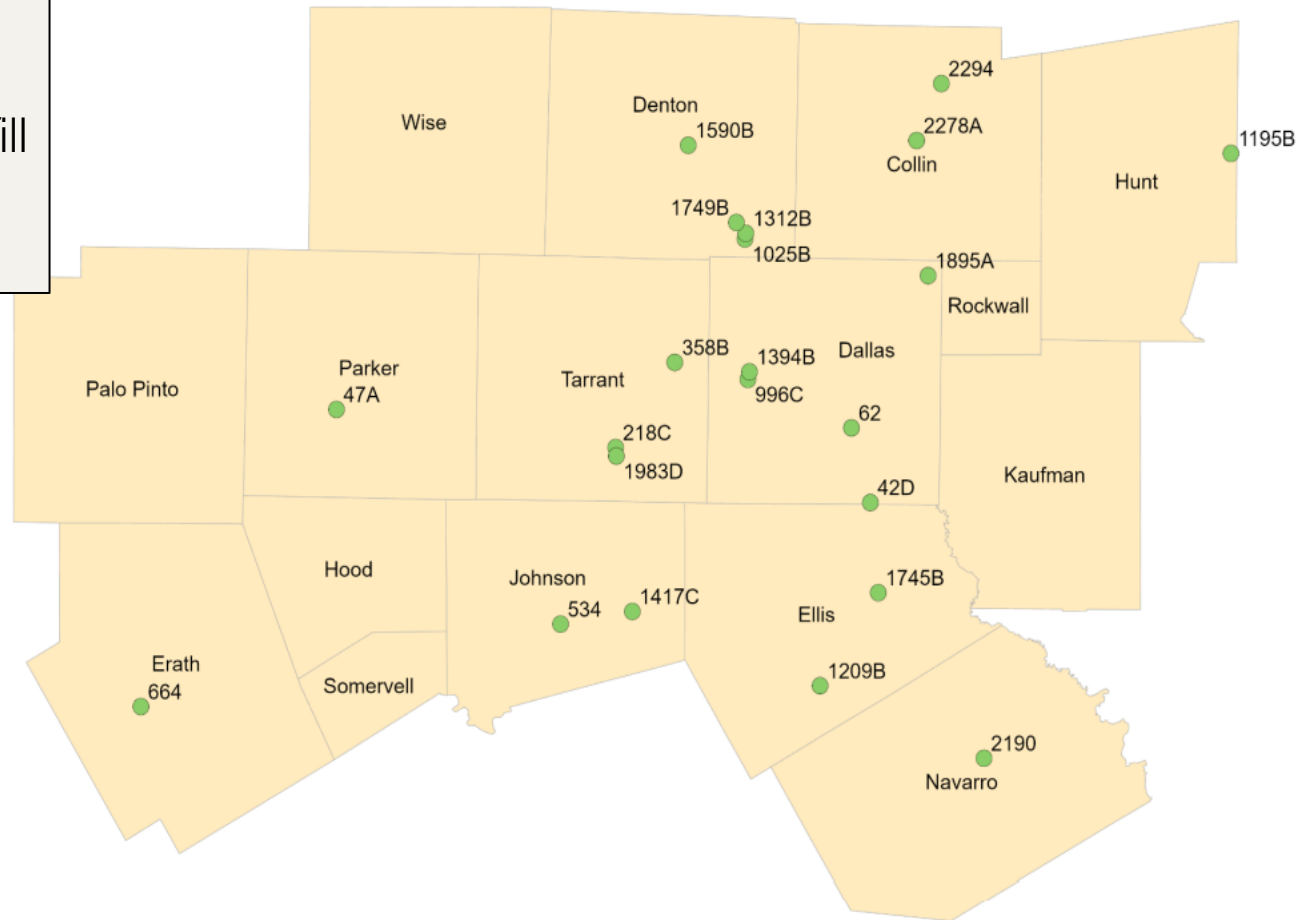 ill
2294
Denton
Wise
1590B
2278A
1195B
Collin
Hunt
1749B
1312B
1025B
1895A
Rockwall
358B
1394B
Dallas
Parker
Tarrant
Palo Pinto
47A
996C
62
218C
1983D
Kaufman
42D
Hood
Johnson
1745B
1417C
534
Ellis
Erath
664
Somervell
1209B
2190
Navarro